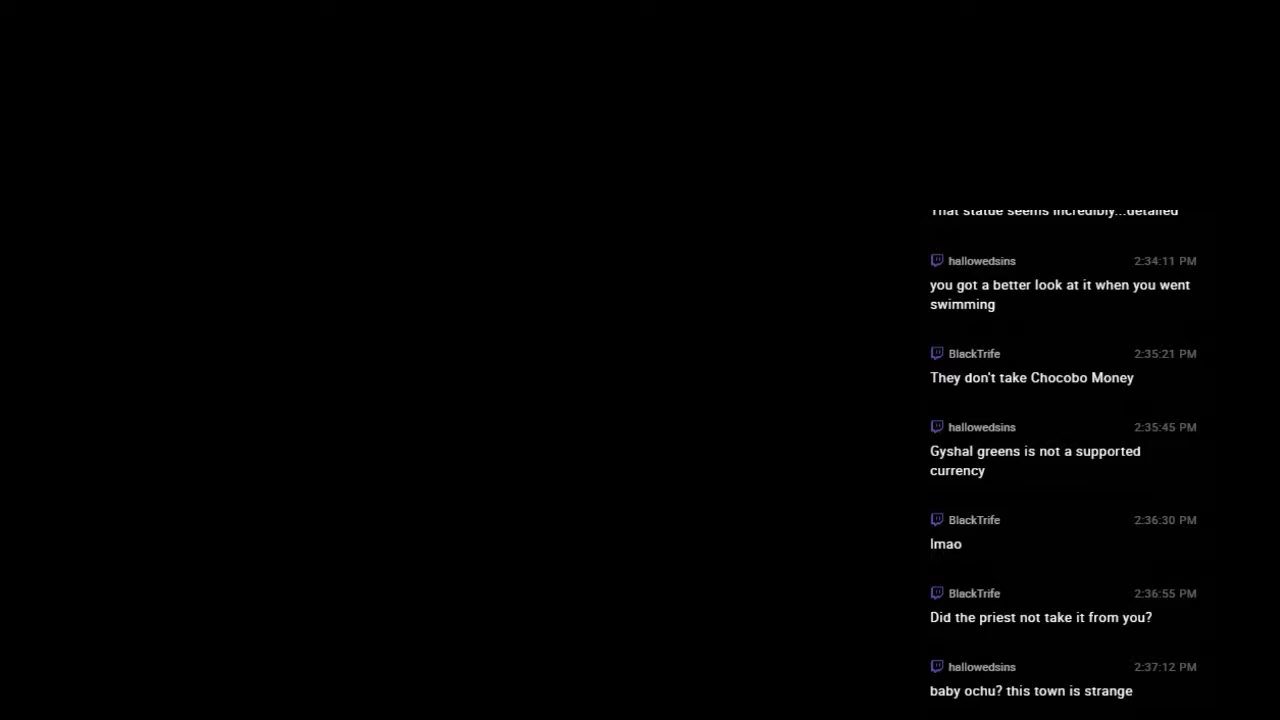 That statue seems incredibly...detailed
hallowedsins 2:34:11 PM
you got a better look at it when you went
swimming
BlackTrife 2:35:21 PM
They don't take Chocobo Money
hallowedsins 2:35:45 PM
Gyshal greens is not a supported
currency
BlackTrife 2:36:30 PM
lmao
BlackTrife 2:36:55 PM
Did the priest not take it from you?
hallowedsins 2:37:12 PM
baby ochu? this town is strange